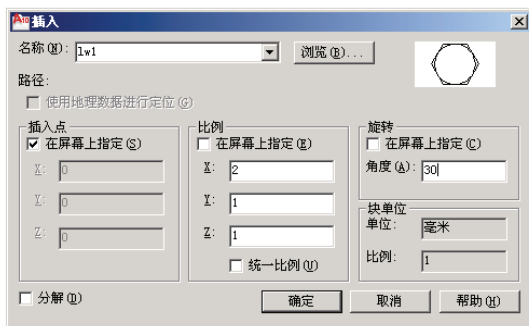 插入
名称(N): lw1 浏览(B)...
路径:
使用地理数据进行定位(G)
插入点 比例 旋转
在屏幕上指定(S) 在屏幕上指定(E) 在屏幕上指定(C)
X: 0 X: 2 角度(A): 30
Y: 0 Y: 1 块单位
单位: 毫米
Z: 0 Z: 1
统一比例(U) 比例: 1
分解(D) 确定 取消 帮助(H)